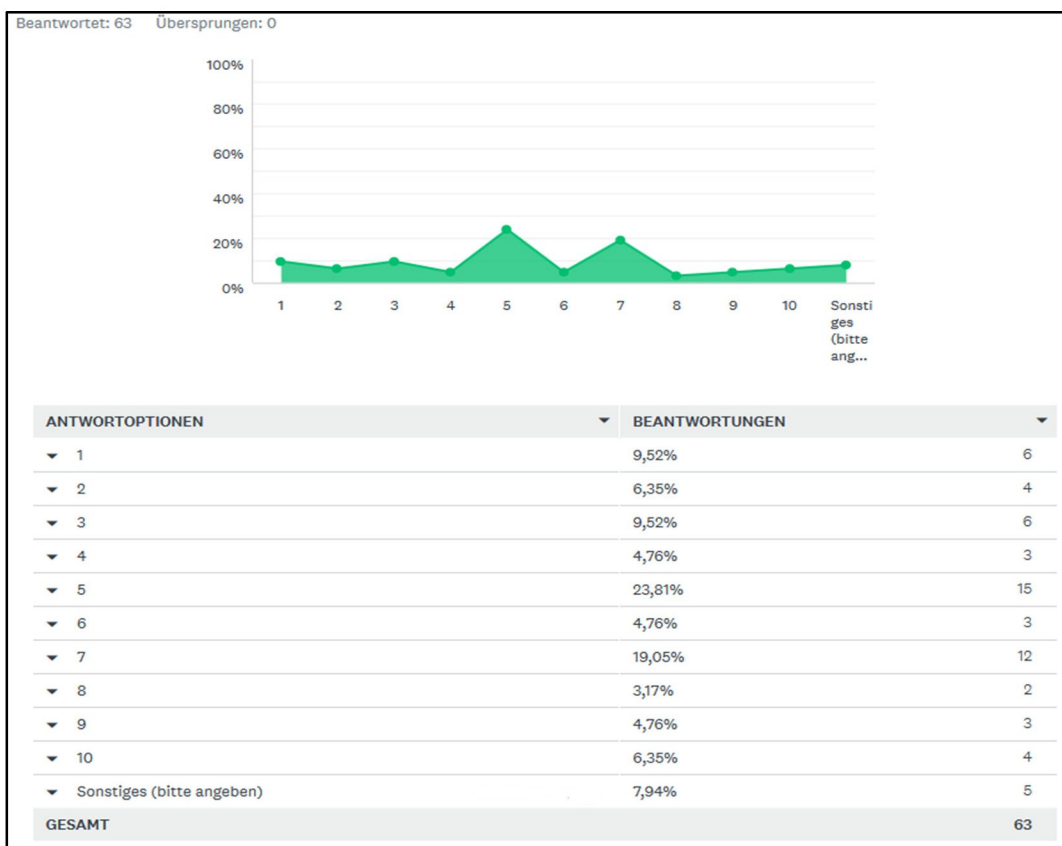 Beantwortet: 63 Übersprungen: 0
100%
80%
60%
40%
20%
0%
1 2 3 4 5 6 7 8 9 10 Sonsti
ges
(bitte
ang...
ANTWORTOPTIONEN BEANTWORTUNGEN
1 9,52% 6
2 6,35% 4
3 9,52% 6
4 4,76% 3
5 23,81% 15
6 4,76% 3
7 19,05% 12
8 3,17% 2
9 4,76% 3
10 6,35% 4
Sonstiges (bitte angeben) 7,94% 5
GESAMT 63